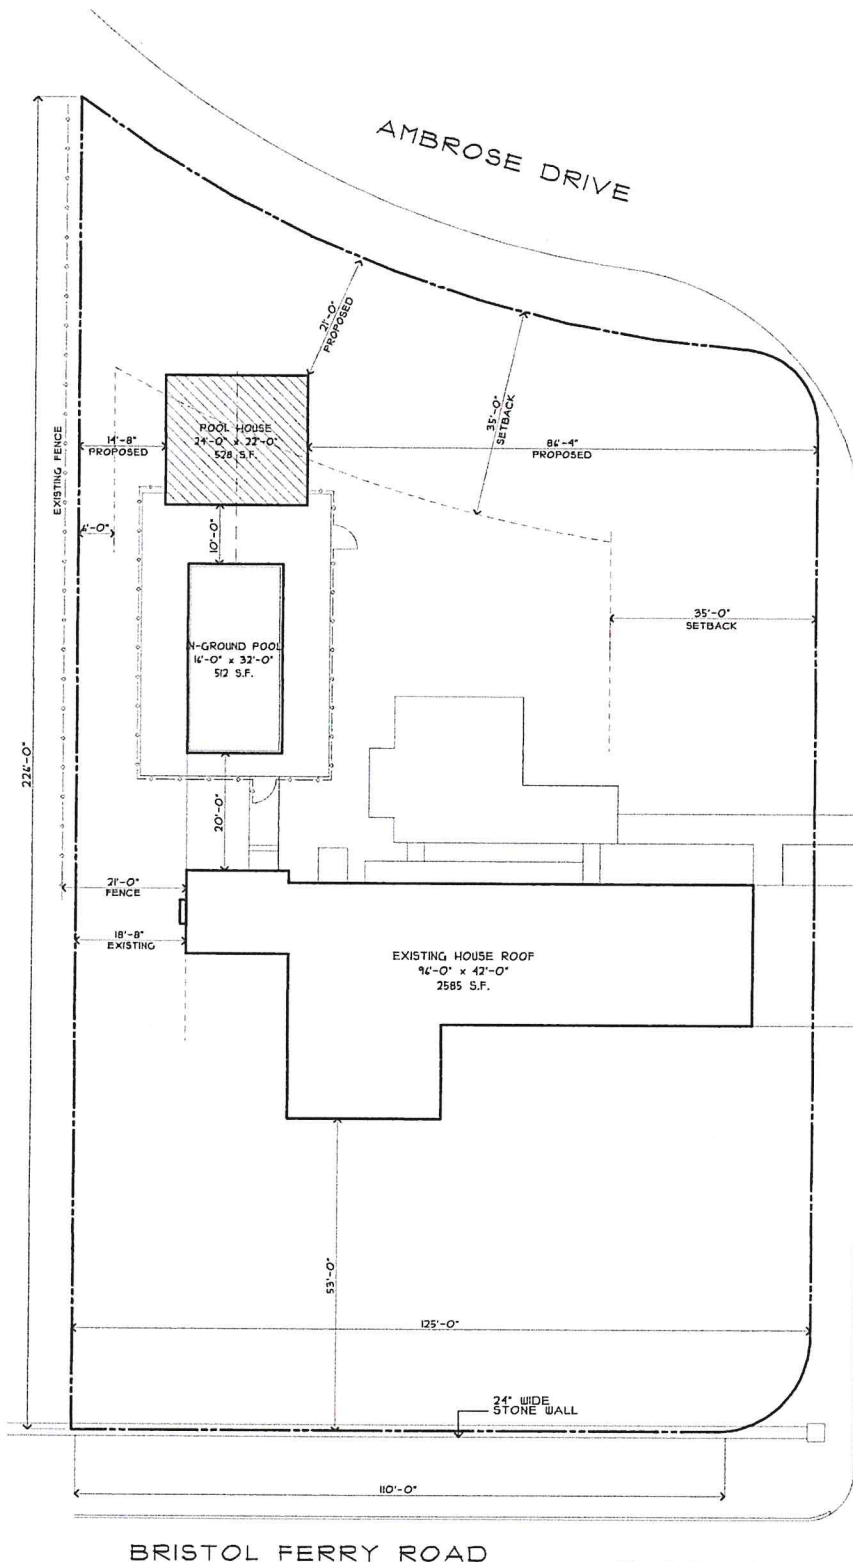 AMBROSE DRIVE
21'-0"
PROPOSED
35'-0"
SETBACK
POOL HOUSE
24'-0" x 22'-0"
528 S.F.
14'-8"
PROPOSED
86'-4"
PROPOSED
EXISTING FENCE
6'-0"
10'-0"
35'-0"
SETBACK
IN-GROUND POOL
16'-0" x 32'-0"
512 S.F.
226'-0"
20'-0"
21'-0"
FENCE
18'-8"
EXISTING
EXISTING HOUSE ROOF
96'-0" x 42'-0"
2585 S.F.
53'-0"
125'-0"
24" WIDE
STONE WALL
110'-0"
BRISTOL FERRY ROAD